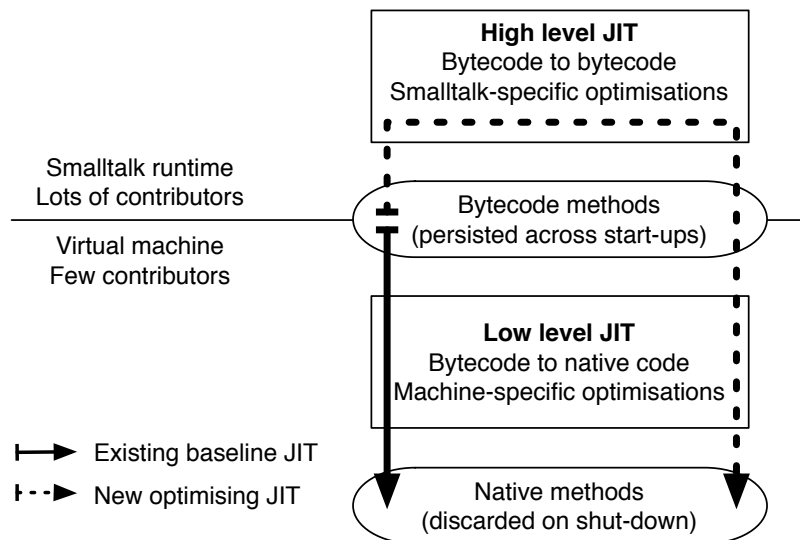 High level JIT
Bytecode to bytecode
Smalltalk-specific optimisations
Smalltalk runtime
Lots of contributors
Bytecode methods
(persisted across start-ups)
Virtual machine
Few contributors
Low level JIT
Bytecode to native code
Machine-specific optimisations
Existing baseline JIT
New optimising JIT
Native methods
(discarded on shut-down)